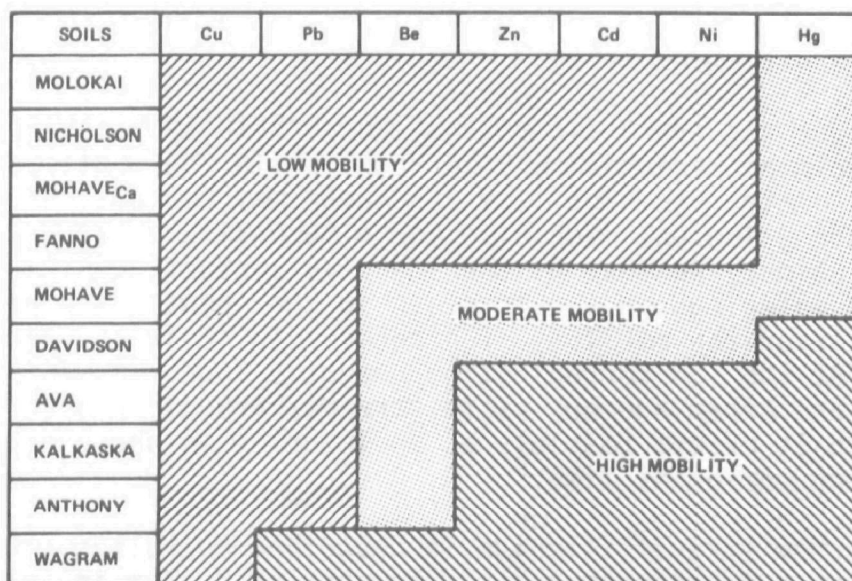 SOILS Cu Pb Be Zn Cd Ni Hg
MOLOKAI
NICHOLSON
LOW MOBILITY
MOHAVECa
FANNO
MOHAVE
MODERATE MOBILITY
DAVIDSON
AVA
KALKASKA
HIGH MOBILITY
ANTHONY
WAGRAM